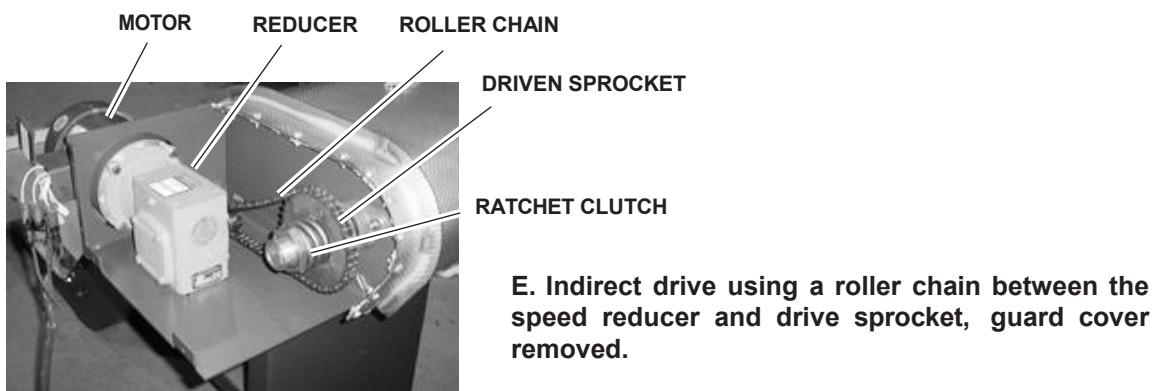 MOTOR REDUCER ROLLER CHAIN
DRIVEN SPROCKET
RATCHET CLUTCH
E. Indirect drive using a roller chain between the
speed reducer and drive sprocket, guard cover
removed.